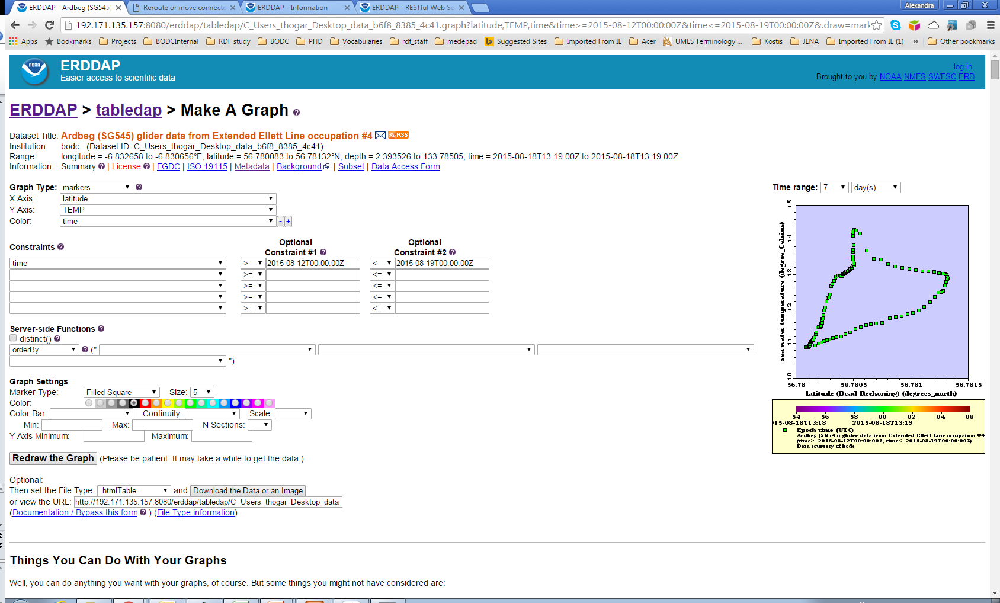 ERDDAP - Ardbeg (SG545)
Reroute or move connecto
ERDDAP - Information
ERDDAP - RESTful Web Se
Alexandra
192.171.135.157:8080/erddap/tabledap/C_Users_thogar_Desktop_data_b6f8_8385_4c41.graph?latitude,TEMP,time&time>=2015-08-12T00:00:00Z&time<=2015-08-19T00:00:00Z&.draw=mark
Apps Bookmarks Projects BODCInternal RDF study BODC PHD Vocabularies rdf_staff medepad Suggested Sites Imported From IE Acer UMLS Terminology ... Kostis JENA Imported From IE (1) » Other bookmarks
NOAA
ERDDAP
Easier access to scientific data
log in
Brought to you by NOAA NMFS SWFSC ERD
ERDDAP > tabledap > Make A Graph ?
Dataset Title: Ardbeg (SG545) glider data from Extended Ellett Line occupation #4 RSS
Institution: bodc (Dataset ID: C_Users_thogar_Desktop_data_b6f8_8385_4c41)
Range: longitude = -6.832658 to -6.830656°E, latitude = 56.780083 to 56.78132°N, depth = 2.393526 to 133.78505, time = 2015-08-18T13:19:00Z to 2015-08-18T13:19:00Z
Information: Summary ? | License ? | FGDC | ISO 19115 | Metadata | Background | Subset | Data Access Form
Graph Type: markers ?
X Axis: latitude
Y Axis: TEMP
Color: time - +
Constraints ? Optional Constraint #1 ? Optional Constraint #2 ?
time >= 2015-08-12T00:00:00Z <= 2015-08-19T00:00:00Z
>= <=
>= <=
>= <=
>= <=
Server-side Functions ?
distinct() ?
orderBy ? ("
")
Graph Settings
Marker Type: Filled Square Size: 5
Color:
Color Bar: Continuity: Scale:
Min: Max: N Sections:
Y Axis Minimum: Maximum:
Redraw the Graph (Please be patient. It may take a while to get the data.)
Optional:
Then set the File Type: .htmlTable and Download the Data or an Image
or view the URL: http://192.171.135.157:8080/erddap/tabledap/C_Users_thogar_Desktop_data_
(Documentation / Bypass this form ? ) (File Type information)
Time range: 7 day(s)
sea water temperature (degree_Celsius)
15
14
13
12
11
10
56.78 56.7805 56.781 56.7815
latitude (Dead Reckoning) (degrees_north)
54 56 58 00 02 04 06
15-08-18T13:18 2015-08-18T13:19
Epoch time (UTC)
Ardbeg (SG545) glider data from Extended Ellett Line occupation #4
(time>=2015-08-12T00:00:00Z, time<=2015-08-19T00:00:00Z)
Data courtesy of bodc
Things You Can Do With Your Graphs
Well, you can do anything you want with your graphs, of course. But some things you might not have considered are: